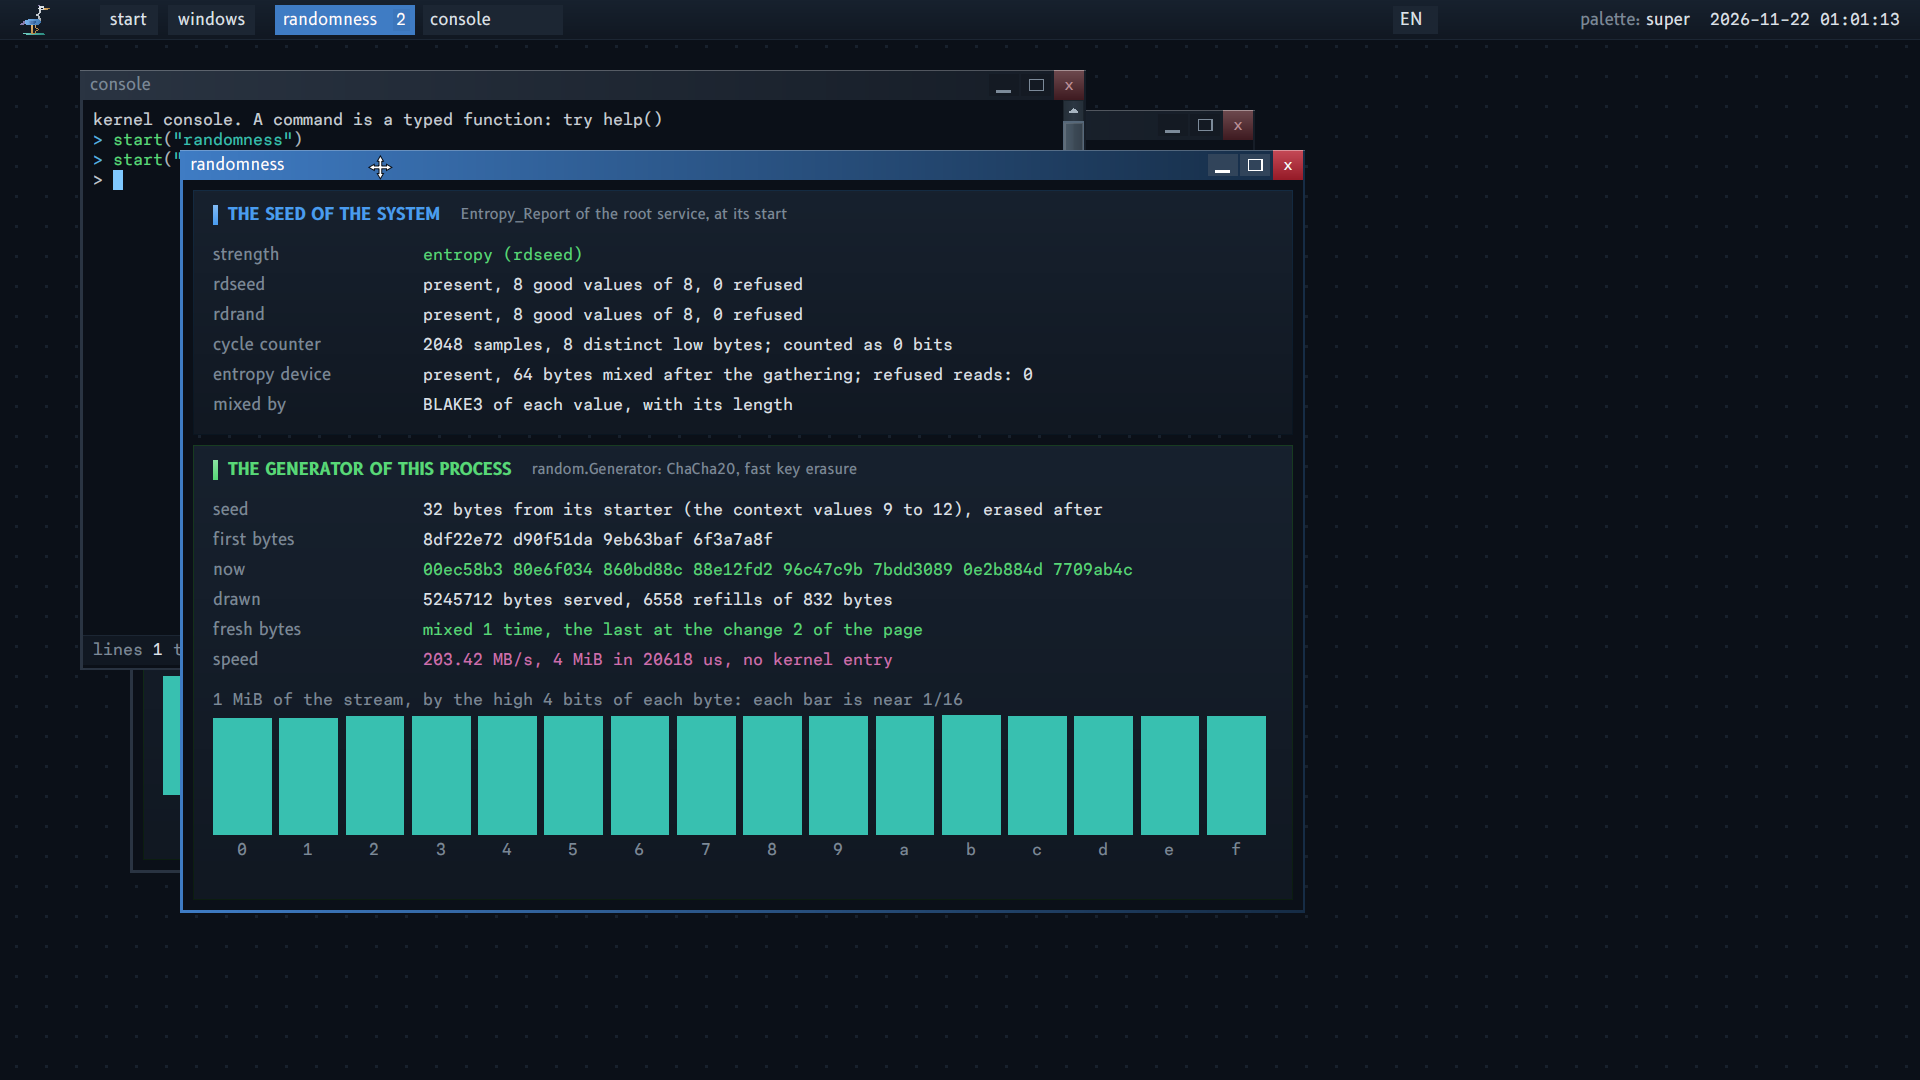 start windows randomness 2 console EN palette: super 2026-11-22 01:01:13
console
kernel console. A command is a typed function: try help()
> start("randomness")
> start("
>
randomness
THE SEED OF THE SYSTEM Entropy_Report of the root service, at its start
strength entropy (rdseed)
rdseed present, 8 good values of 8, 0 refused
rdrand present, 8 good values of 8, 0 refused
cycle counter 2048 samples, 8 distinct low bytes; counted as 0 bits
entropy device present, 64 bytes mixed after the gathering; refused reads: 0
mixed by BLAKE3 of each value, with its length
THE GENERATOR OF THIS PROCESS random.Generator: ChaCha20, fast key erasure
seed 32 bytes from its starter (the context values 9 to 12), erased after
first bytes 8df22e72 d90f51da 9eb63baf 6f3a7a8f
now 00ec58b3 80e6f034 860bd88c 88e12fd2 96c47c9b 7bdd3089 0e2b884d 7709ab4c
drawn 5245712 bytes served, 6558 refills of 832 bytes
fresh bytes mixed 1 time, the last at the change 2 of the page
speed 203.42 MB/s, 4 MiB in 20618 us, no kernel entry
1 MiB of the stream, by the high 4 bits of each byte: each bar is near 1/16
0 1 2 3 4 5 6 7 8 9 a b c d e f
lines 1 t